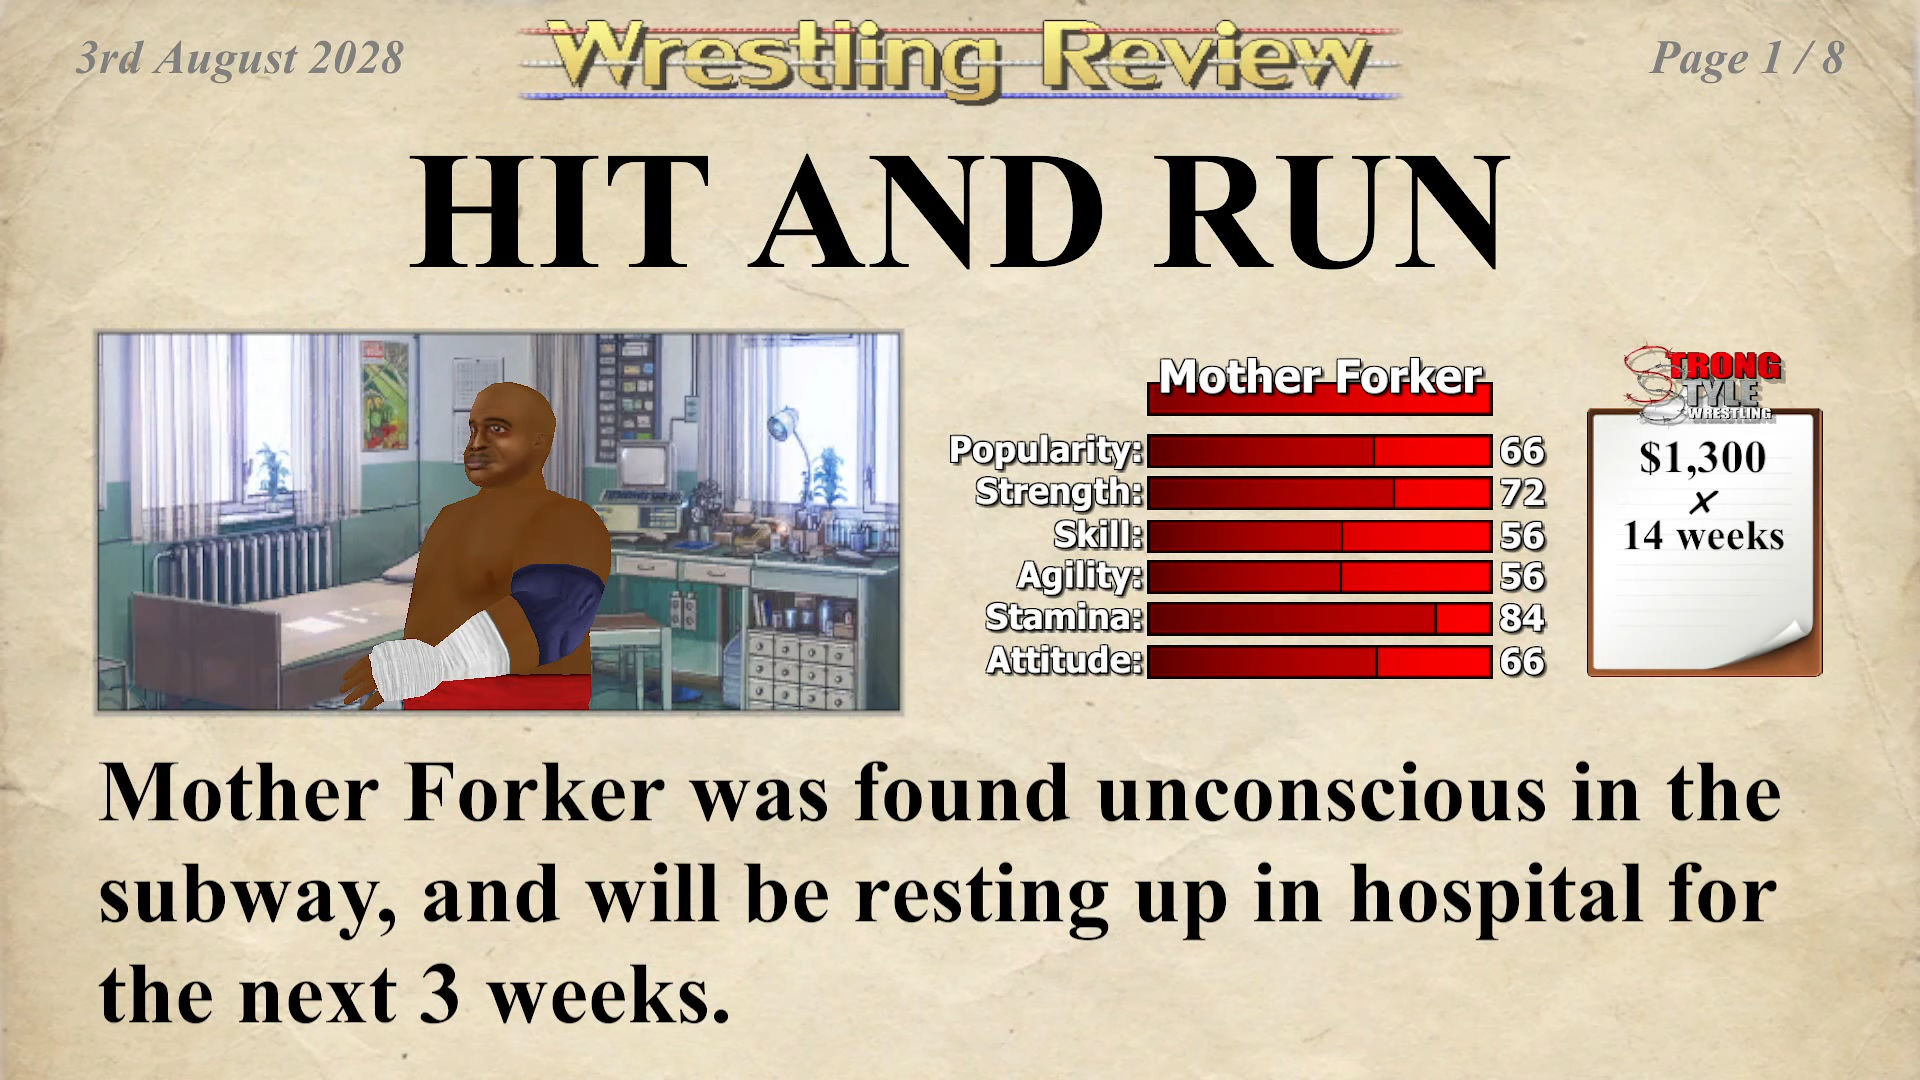 3rd August 2028
Wrestling Review
Page 1 / 8
HIT AND RUN
Mother Forker
Popularity: 66
Strength: 72
Skill: 56
Agility: 56
Stamina: 84
Attitude: 66
STRONG
STYLE
WRESTLING
$1,300
×
14 weeks
Mother Forker was found unconscious in the
subway, and will be resting up in hospital for
the next 3 weeks.